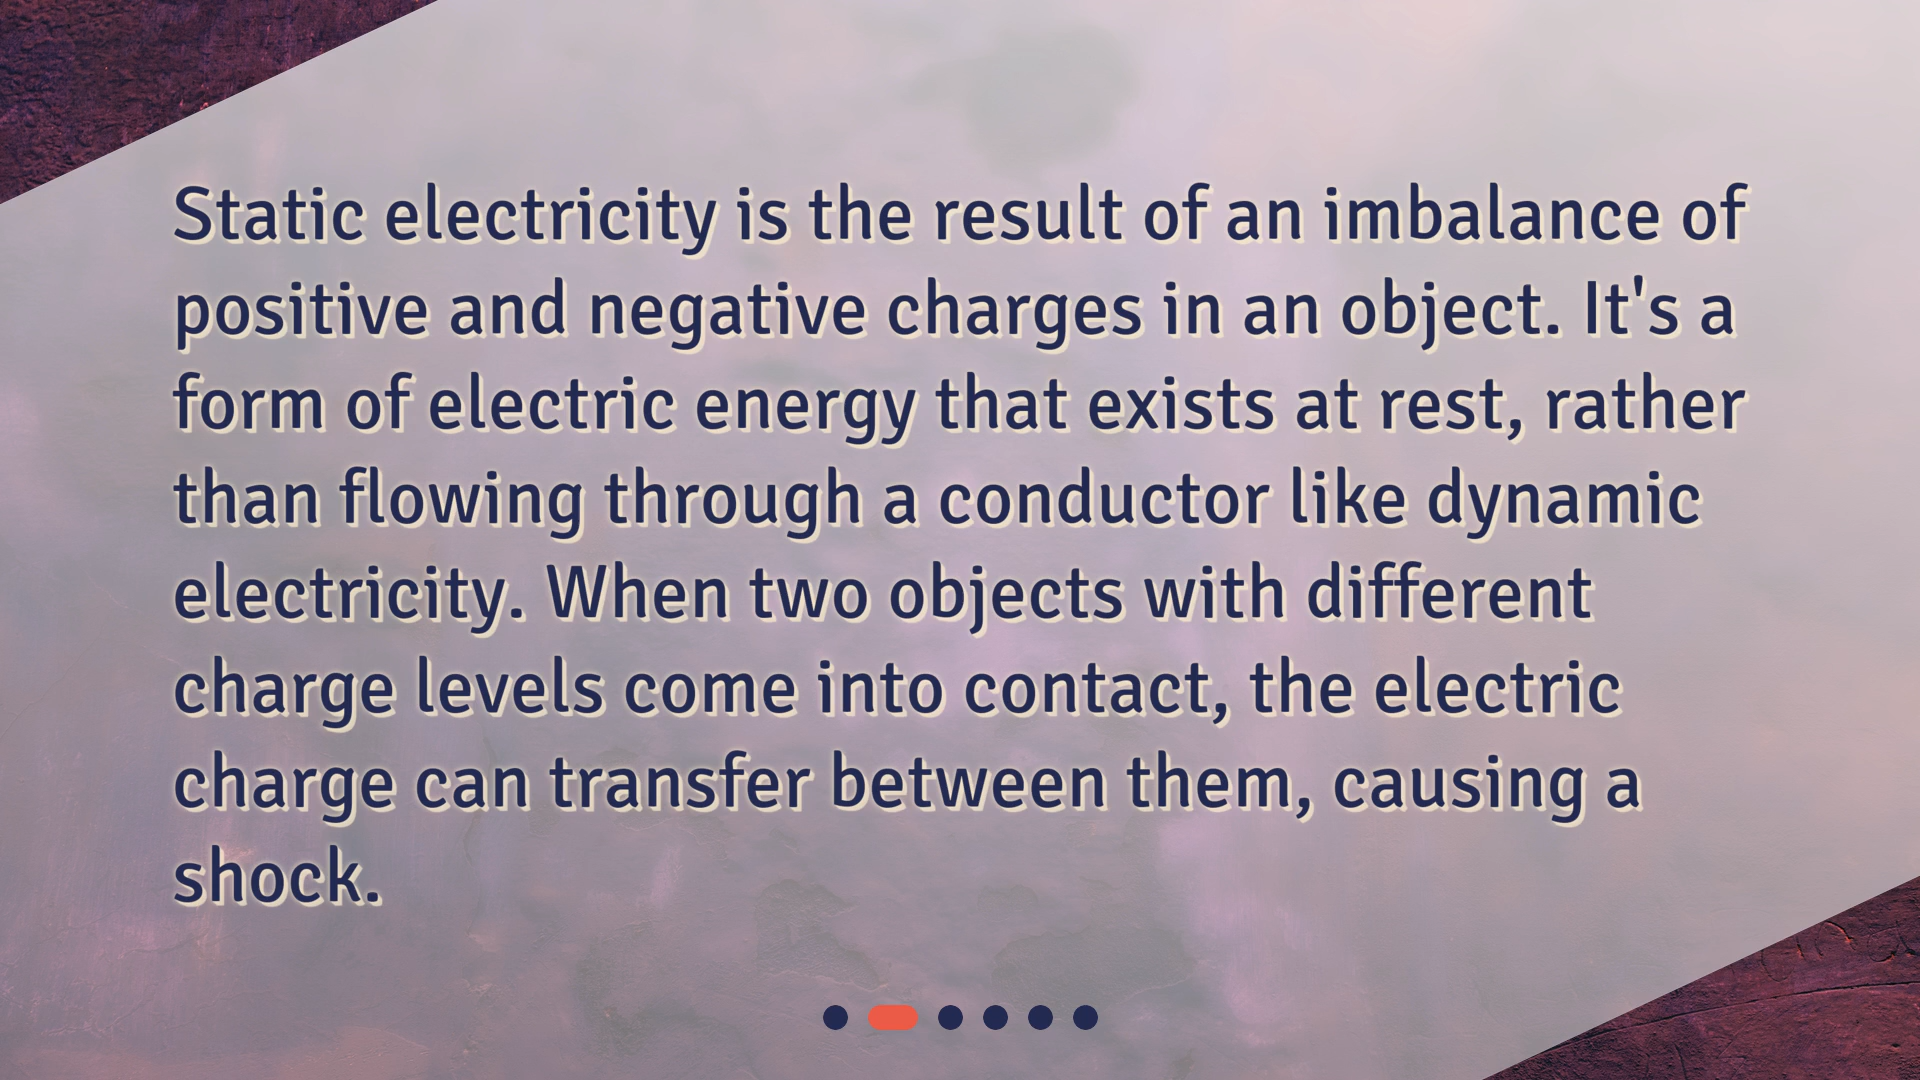 Static electricity is the result of an imbalance of
positive and negative charges in an object. It's a
form of electric energy that exists at rest, rather
than flowing through a conductor like dynamic
electricity. When two objects with different
charge levels come into contact, the electric
charge can transfer between them, causing a
shock.